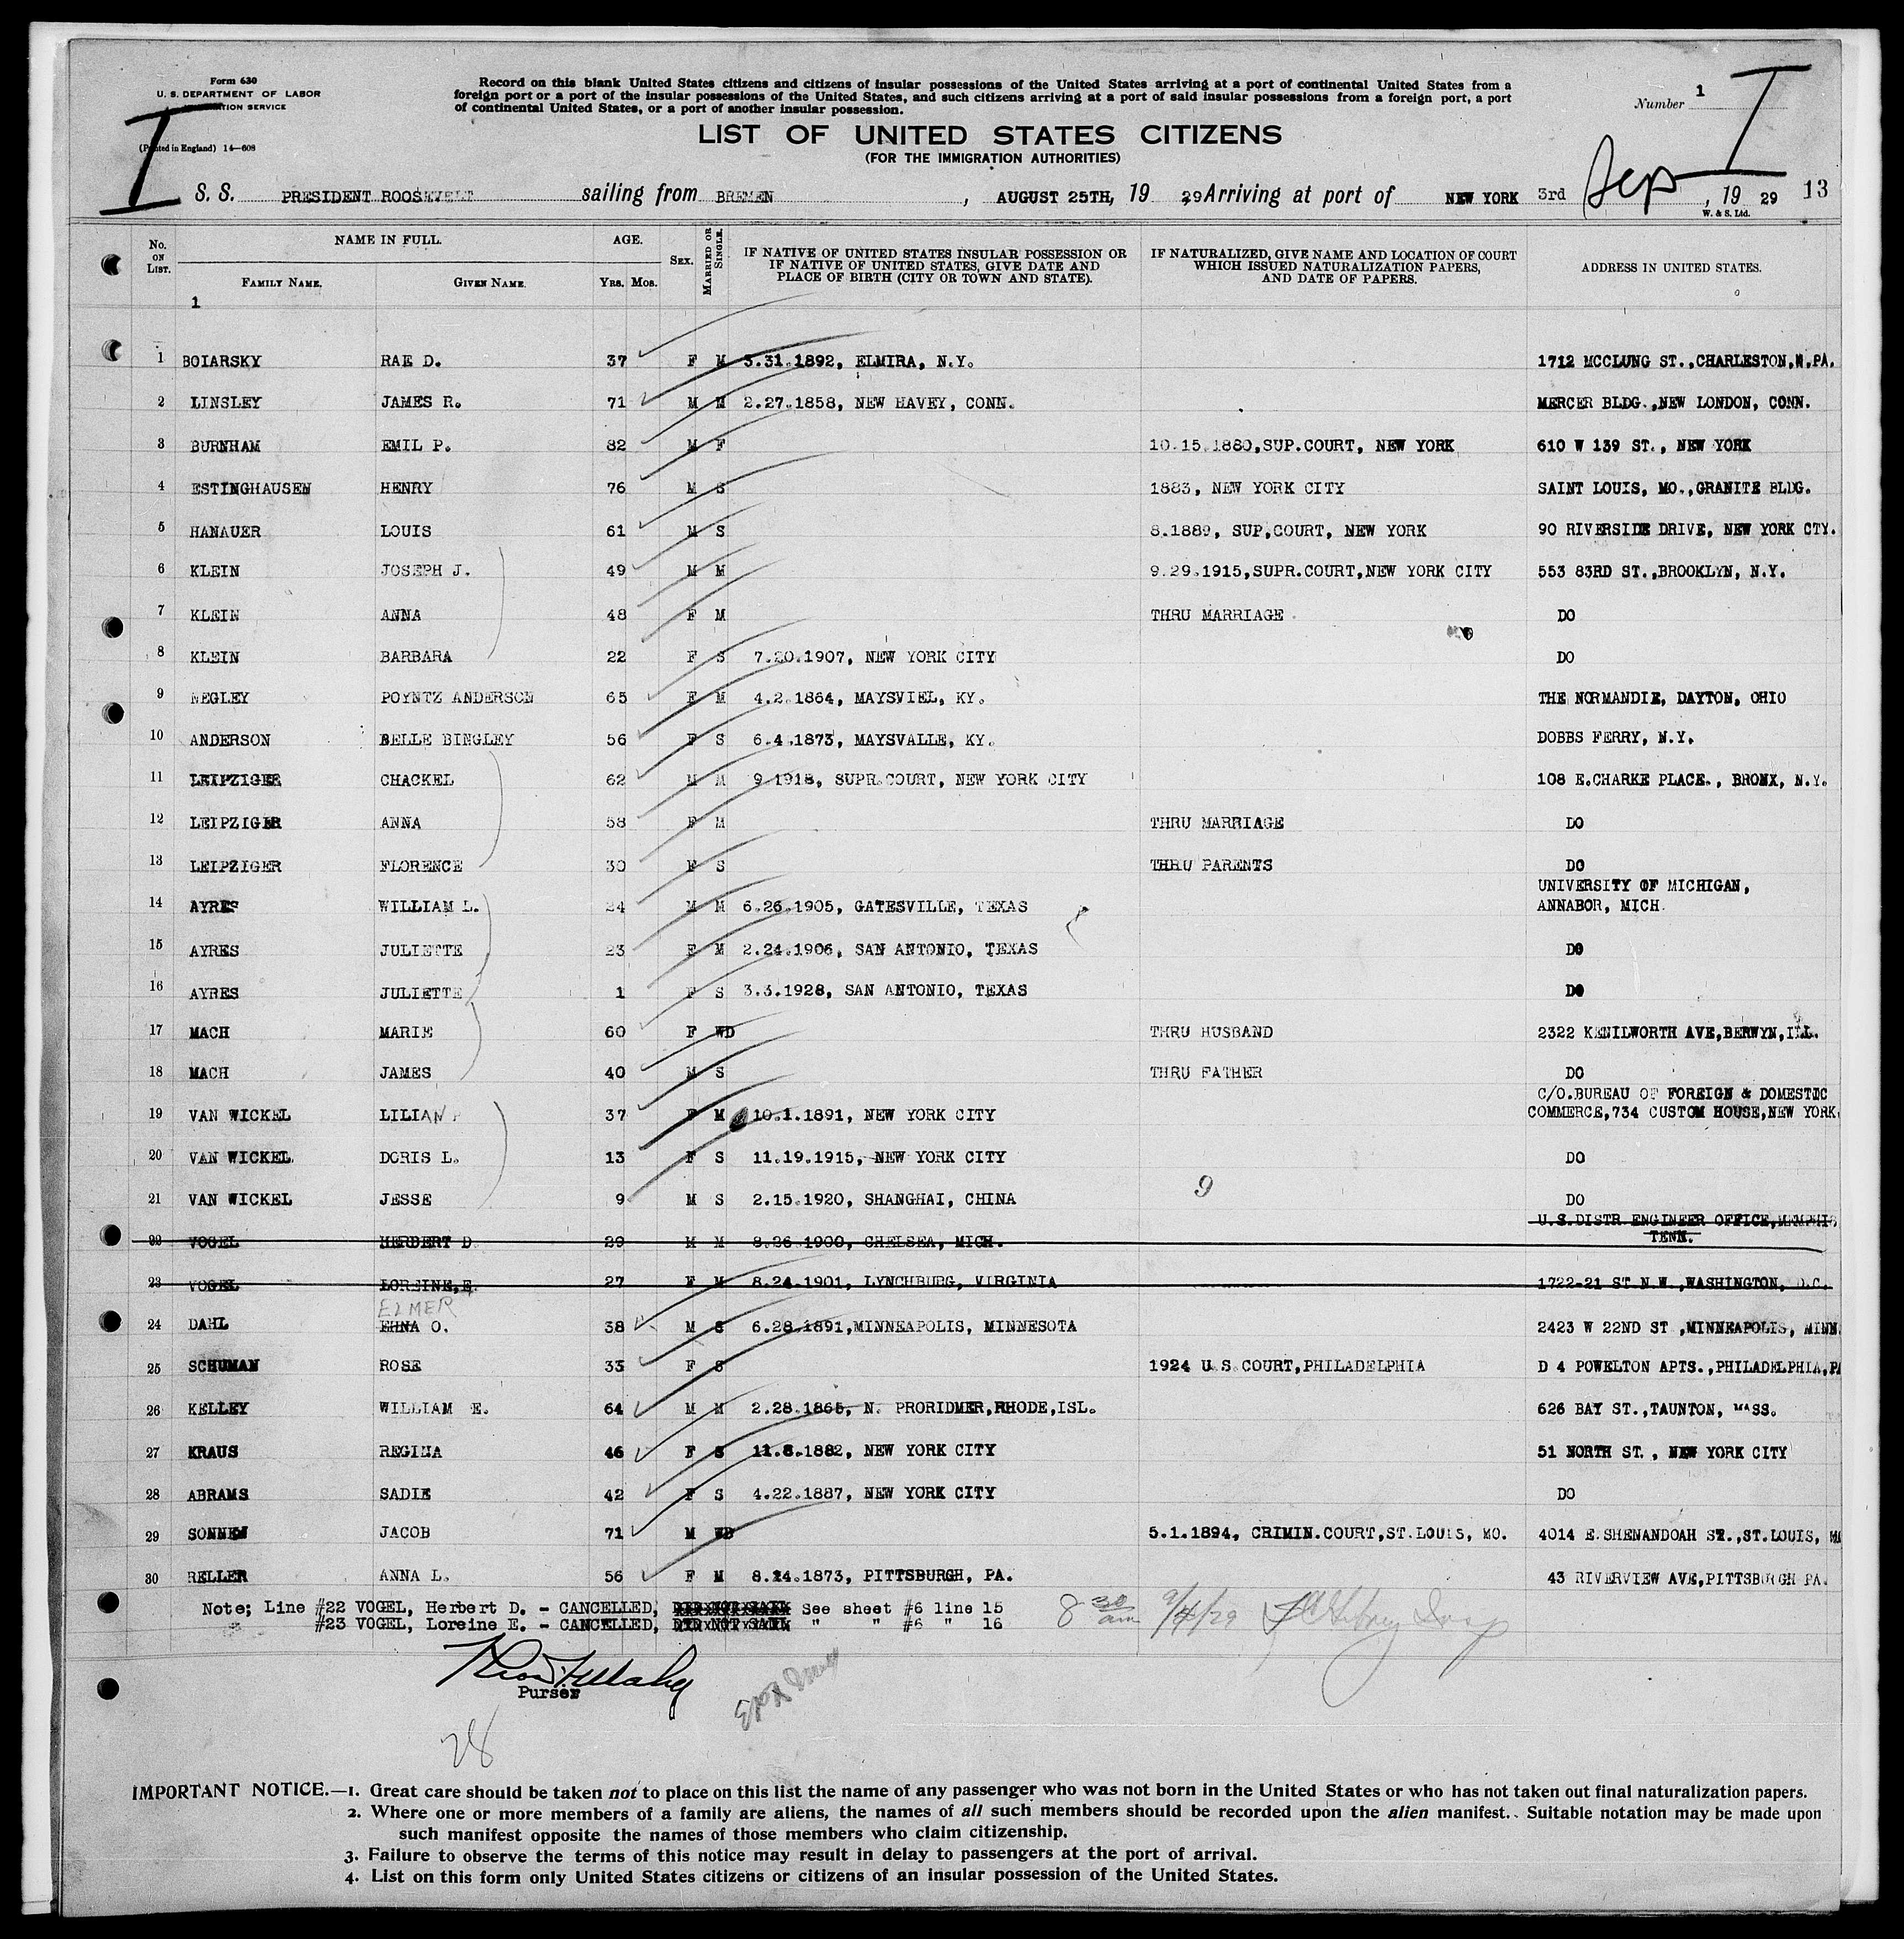 Form 630
U. S. DEPARTMENT OF LABOR
TION SERVICE
(Printed in England) 14—608
Record on this blank United States citizens and citizens of insular possessions of the United States arriving at a port of continental United States from a
foreign port or a port of the insular possessions of the United States, and such citizens arriving at a port of said insular possessions from a foreign port, a port
of continental United States, or a port of another insular possession.
Number 1
I
I
LIST OF UNITED STATES CITIZENS
(FOR THE IMMIGRATION AUTHORITIES)
S. S. PRESIDENT ROOSEVELT sailing from BREMEN , AUGUST 25TH, 19 29 Arriving at port of NEW YORK 3rd Sep , 19 29 13
W. & S. Ltd.
No. ON LIST. NAME IN FULL. AGE. SEX. MARRIED OR SINGLE. IF NATIVE OF UNITED STATES INSULAR POSSESSION OR IF NATIVE OF UNITED STATES, GIVE DATE AND PLACE OF BIRTH (CITY OR TOWN AND STATE). IF NATURALIZED, GIVE NAME AND LOCATION OF COURT WHICH ISSUED NATURALIZATION PAPERS, AND DATE OF PAPERS. ADDRESS IN UNITED STATES.
FAMILY NAME. GIVEN NAME. YRS. MOS.
1
1 BOIARSKY RAE D. 37 F M 3.31.1892, ELMIRA, N.Y. 1712 MCCLUNG ST.,CHARLESTON,W.PA.
2 LINSLEY JAMES R. 71 M M 2.27.1858, NEW HAVEY, CONN. MERCER BLDG.,NEW LONDON, CONN.
3 BURNHAM EMIL P. 82 M F 10.15.1880,SUP.COURT, NEW YORK 610 W 139 ST., NEW YORK
4 ESTINGHAUSEN HENRY 76 M S 1883, NEW YORK CITY SAINT LOUIS, MO.,GRANITE BLDG.
5 HANAUER LOUIS 61 M S 8.1889, SUP,COURT, NEW YORK 90 RIVERSIDE DRIVE, NEW YORK CTY.
6 KLEIN JOSEPH J. 49 M M 9.29.1915,SUPR.COURT,NEW YORK CITY 553 83RD ST.,BROOKLYN, N.Y.
7 KLEIN ANNA 48 F M THRU MARRIAGE DO
8 KLEIN BARBARA 22 F S 7.20.1907, NEW YORK CITY DO
9 NEGLEY POYNTZ ANDERSON 65 F M 4.2.1864, MAYSVIEL, KY. THE NORMANDIE, DAYTON, OHIO
10 ANDERSON BELLE BINGLEY 56 F S 6.4.1873, MAYSVALLE, KY. DOBBS FERRY, N.Y.
11 LEIPZIGER CHACKEL 62 M M 9.1918, SUPR.COURT, NEW YORK CITY 108 E.CHARKE PLACE., BRONX, N.Y.
12 LEIPZIGER ANNA 58 F M THRU MARRIAGE DO
13 LEIPZIGER FLORENCE 30 F S THRU PARENTS DO
14 AYRES WILLIAM L. 24 M M 6.26.1905, GATESVILLE, TEXAS UNIVERSITY OF MICHIGAN,
ANNABOR, MICH.
15 AYRES JULIETTE 23 F M 2.24.1906, SAN ANTONIO, TEXAS DO
16 AYRES JULIETTE 1 F S 3.3.1928, SAN ANTONIO, TEXAS DO
17 MACH MARIE 60 F WD THRU HUSBAND 2322 KENILWORTH AVE,BERWYN,ILL.
18 MACH JAMES 40 M S THRU FATHER DO
19 VAN WICKEL LILIAN 37 F M 10.1.1891, NEW YORK CITY C/O.BUREAU OF FOREIGN & DOMESTIC
COMMERCE,734 CUSTOM HOUSE,NEW YORK.
20 VAN WICKEL DORIS L. 13 F S 11.19.1915, NEW YORK CITY DO
21 VAN WICKEL JESSE 9 M S 2.15.1920, SHANGHAI, CHINA 9 DO
22 VOGEL HERBERT D. 29 M M 8.26.1900, CHELSEA, MICH. U.S.DISTR.ENGINEER OFFICE,MEMPHIS
TENN.
23 VOGEL LOREINE,E. 27 F M 8.24.1901, LYNCHBURG, VIRGINIA 1722-21 ST N.W.,WASHINGTON, D.C.
ELMER
24 DAHL EHNA O. 38 M S 6.28.1891,MINNEAPOLIS, MINNESOTA 2423 W 22ND ST ,MINNEAPOLIS, MINN
25 SCHUMAN ROSE 33 F S 1924 U.S.COURT,PHILADELPHIA D 4 POWELTON APTS.,PHILADELPHIA,PA
26 KELLEY WILLIAM E. 64 M M 2.28.1865, N. PRORIDMER,RHODE,ISL. 626 BAY ST.,TAUNTON, MASS.
27 KRAUS REGINA 46 F S 11.8.1882, NEW YORK CITY 51 NORTH ST., NEW YORK CITY
28 ABRAMS SADIE 42 F S 4.22.1887, NEW YORK CITY DO
29 SONNEN JACOB 71 M WD 5.1.1894, CRIMIN.COURT,ST.LOUIS, MO. 4014 E.SHENANDOAH ST.,ST.LOUIS, MO
30 RELLER ANNA L. 56 F M 8.14.1873, PITTSBURGH, PA. 43 RIVERVIEW AVE,PITTSBURGH PA.
Note; Line #22 VOGEL, Herbert D. - CANCELLED, DID NOT SAIL See sheet #6 line 15
#23 VOGEL, Loreine E. - CANCELLED, DID NOT SAIL " " #6 " 16
8 30 am 9/4/29
Purser
28
IMPORTANT NOTICE.—1. Great care should be taken not to place on this list the name of any passenger who was not born in the United States or who has not taken out final naturalization papers.
2. Where one or more members of a family are aliens, the names of all such members should be recorded upon the alien manifest. Suitable notation may be made upon
such manifest opposite the names of those members who claim citizenship.
3. Failure to observe the terms of this notice may result in delay to passengers at the port of arrival.
4. List on this form only United States citizens or citizens of an insular possession of the United States.